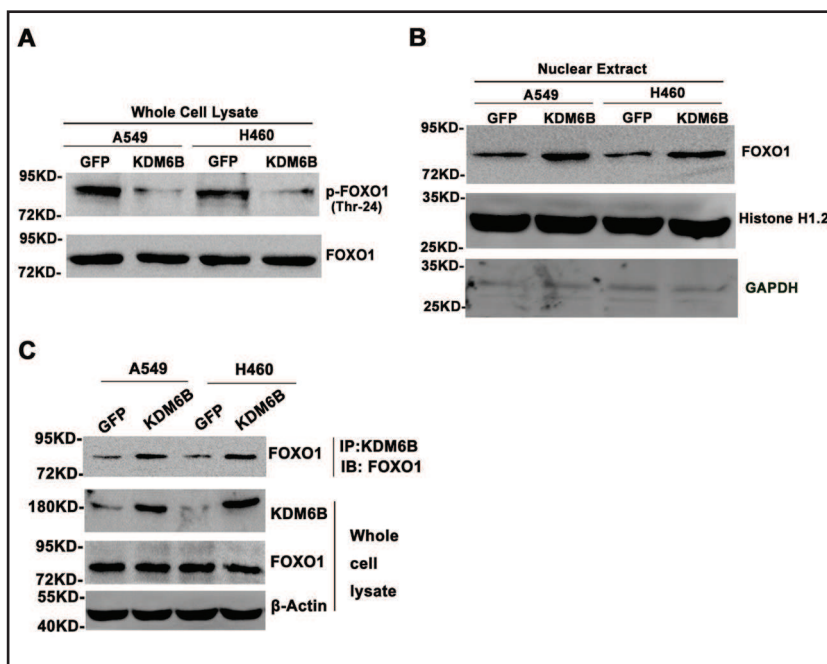 A
Whole Cell Lysate
A549 H460
GFP KDM6B GFP KDM6B
95KD-
p-FOXO1
(Thr-24)
72KD-
95KD-
FOXO1
72KD-
B
Nuclear Extract
A549 H460
GFP KDM6B GFP KDM6B
95KD-
FOXO1
72KD-
35KD-
Histone H1.2
25KD-
35KD-
GAPDH
25KD-
C
A549 H460
GFP KDM6B GFP KDM6B
95KD-
FOXO1
IP:KDM6B
IB: FOXO1
72KD-
180KD-
KDM6B
95KD-
FOXO1
72KD-
55KD-
β-Actin
40KD-
Whole
cell
lysate